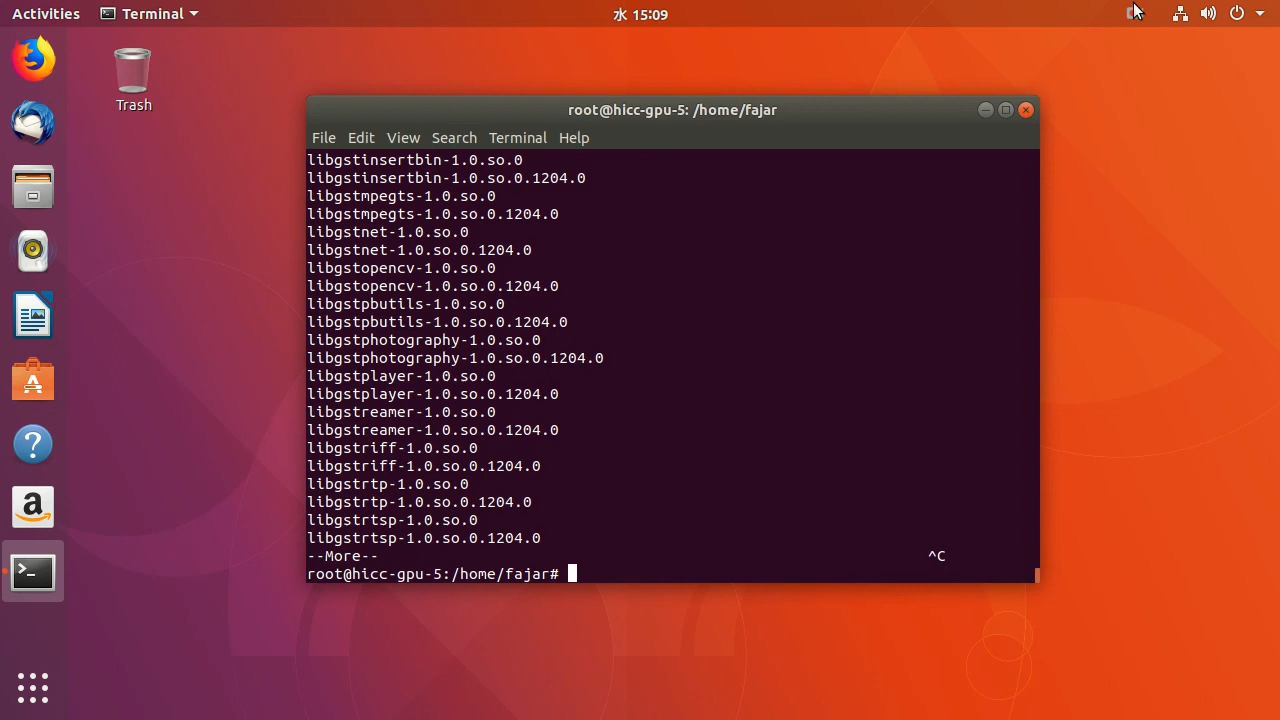 Activities
Terminal
水 15:09
Trash
root@hicc-gpu-5: /home/fajar
File Edit View Search Terminal Help
libgstinsertbin-1.0.so.0
libgstinsertbin-1.0.so.0.1204.0
libgstmpegts-1.0.so.0
libgstmpegts-1.0.so.0.1204.0
libgstnet-1.0.so.0
libgstnet-1.0.so.0.1204.0
libgstopencv-1.0.so.0
libgstopencv-1.0.so.0.1204.0
libgstpbutils-1.0.so.0
libgstpbutils-1.0.so.0.1204.0
libgstphotography-1.0.so.0
libgstphotography-1.0.so.0.1204.0
libgstplayer-1.0.so.0
libgstplayer-1.0.so.0.1204.0
libgstreamer-1.0.so.0
libgstreamer-1.0.so.0.1204.0
libgstriff-1.0.so.0
libgstriff-1.0.so.0.1204.0
libgstrtp-1.0.so.0
libgstrtp-1.0.so.0.1204.0
libgstrtsp-1.0.so.0
libgstrtsp-1.0.so.0.1204.0
--More-- ^C
root@hicc-gpu-5:/home/fajar#